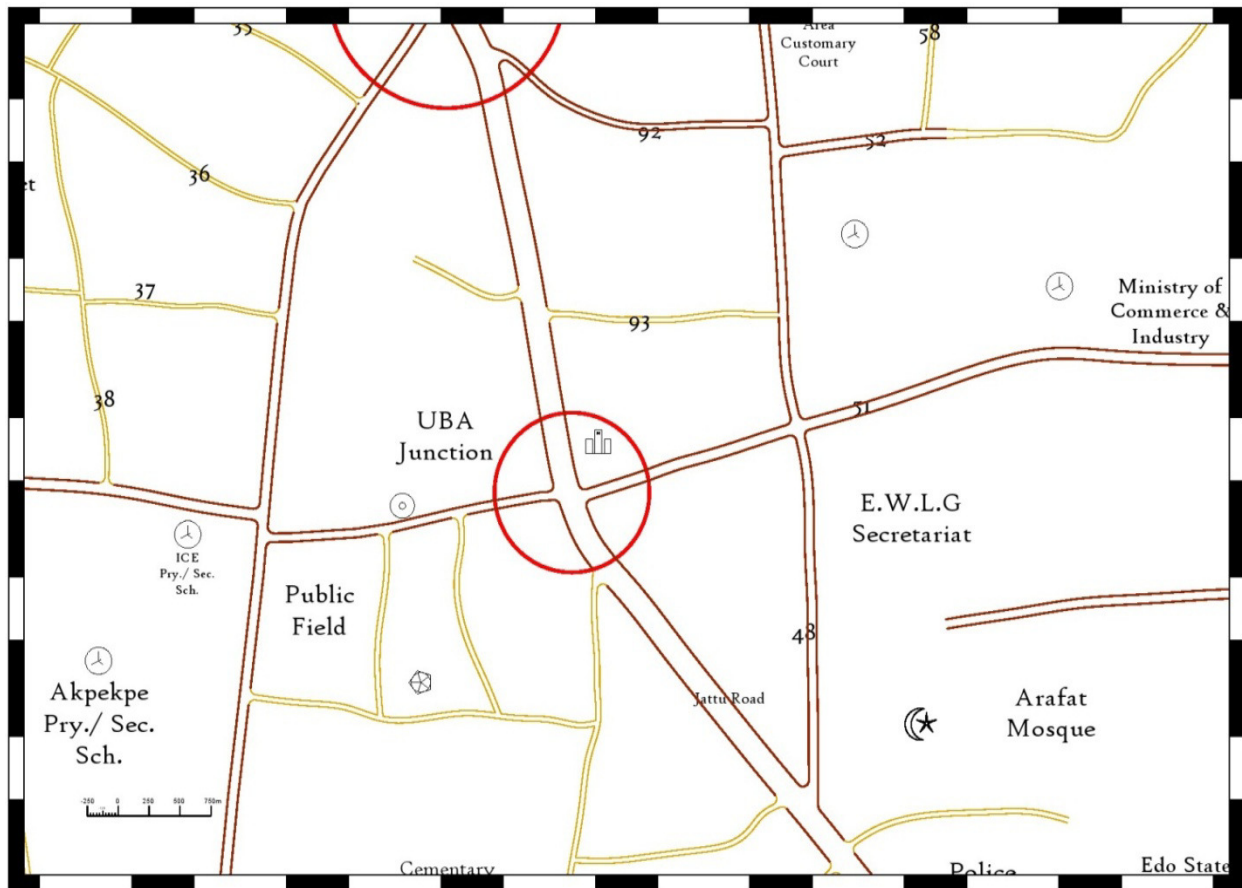 35
Area
Customary
Court
58
92
52
36
et
37
93
Ministry of
Commerce &
Industry
38
51
UBA
Junction
E.W.L.G
Secretariat
ICE
Pry./ Sec.
Sch.
Public
Field
48
Akpekpe
Pry./ Sec.
Sch.
Jattu Road
Arafat
Mosque
-250 0 250 500 750m
Cementary
Police
Edo State